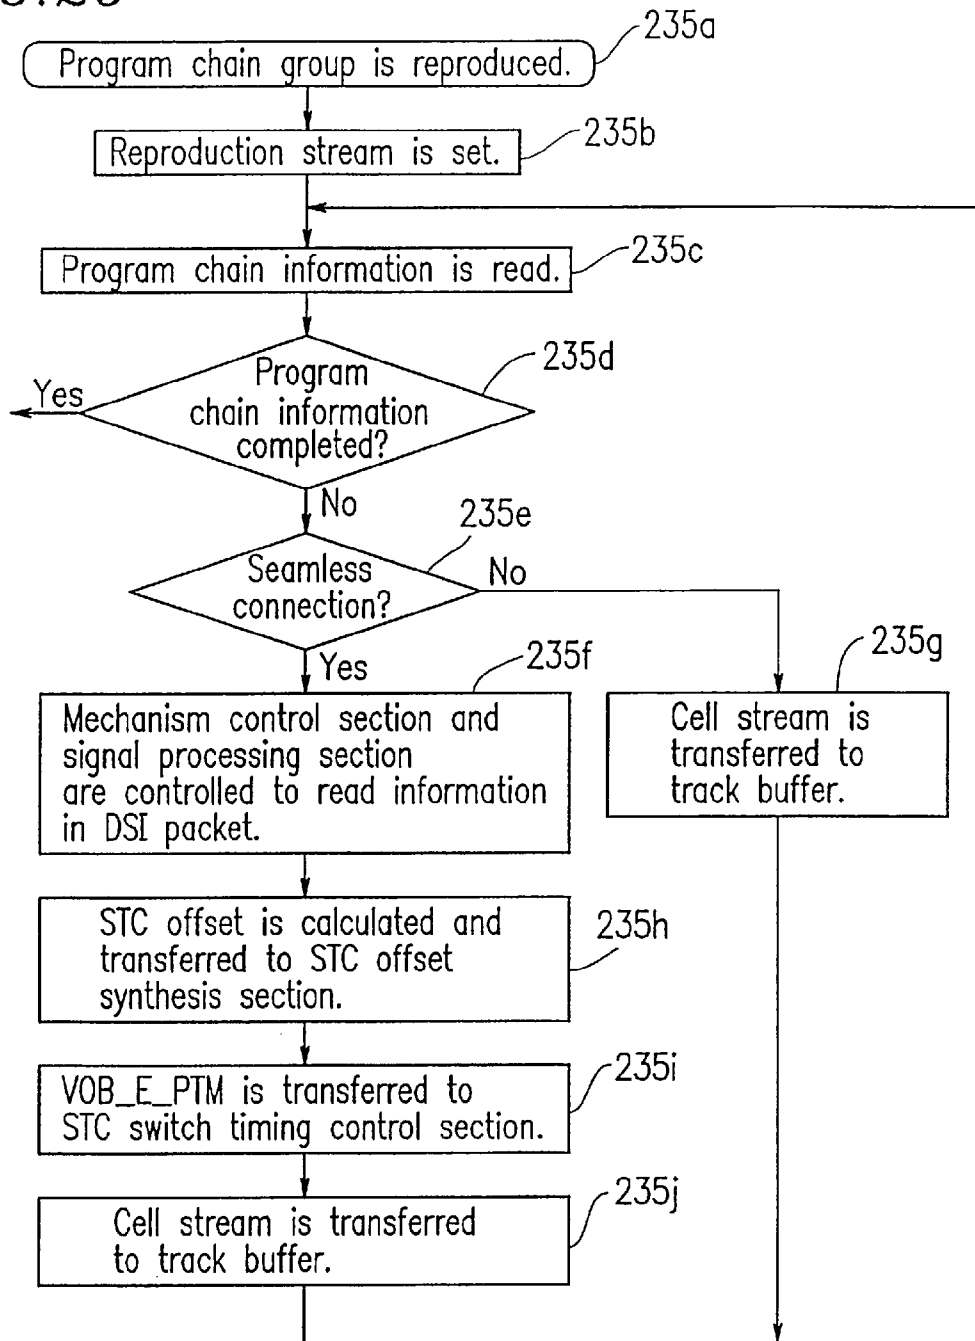 235a
Program chain group is reproduced.
235b
Reproduction stream is set.
235c
Program chain information is read.
235d
Program
chain information
completed?
Yes
No
235e
Seamless
connection?
No
Yes
235f
Mechanism control section and
signal processing section
are controlled to read information
in DSI packet.
235g
Cell stream is
transferred to
track buffer.
STC offset is calculated and
transferred to STC offset
synthesis section.
235h
VOB_E_PTM is transferred to
STC switch timing control section.
235i
Cell stream is transferred
to track buffer.
235j